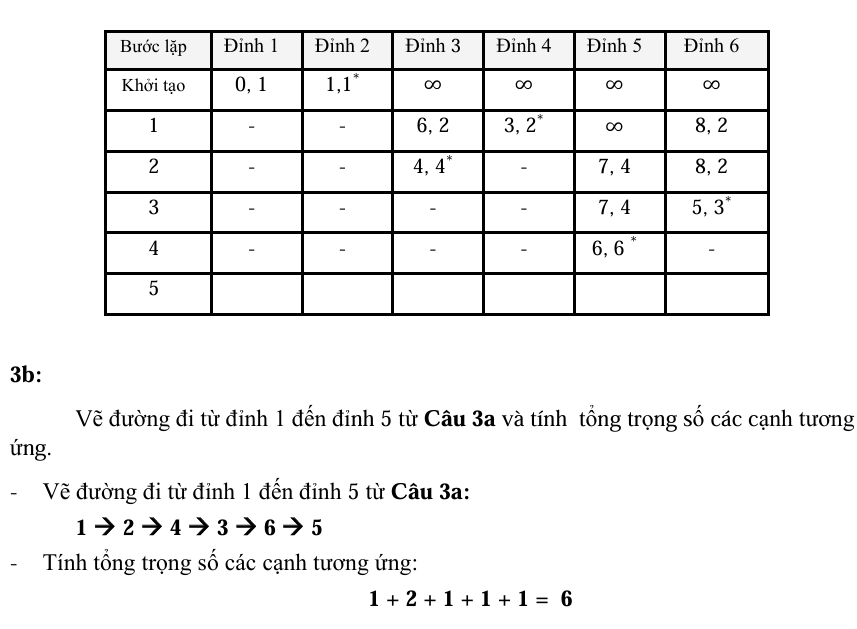 Bước lặp Đỉnh 1 Đỉnh 2 Đỉnh 3 Đỉnh 4 Đỉnh 5 Đỉnh 6
Khởi tạo 0, 1 1,1* ∞ ∞ ∞ ∞
1 - - 6, 2 3, 2* ∞ 8, 2
2 - - 4, 4* - 7, 4 8, 2
3 - - - - 7, 4 5, 3*
4 - - - - 6, 6 * -
5
3b:
Vẽ đường đi từ đỉnh 1 đến đỉnh 5 từ Câu 3a và tính tổng trọng số các cạnh tương
ứng.
- Vẽ đường đi từ đỉnh 1 đến đỉnh 5 từ Câu 3a:
1 → 2 → 4 → 3 → 6 → 5
- Tính tổng trọng số các cạnh tương ứng:
1 + 2 + 1 + 1 + 1 = 6